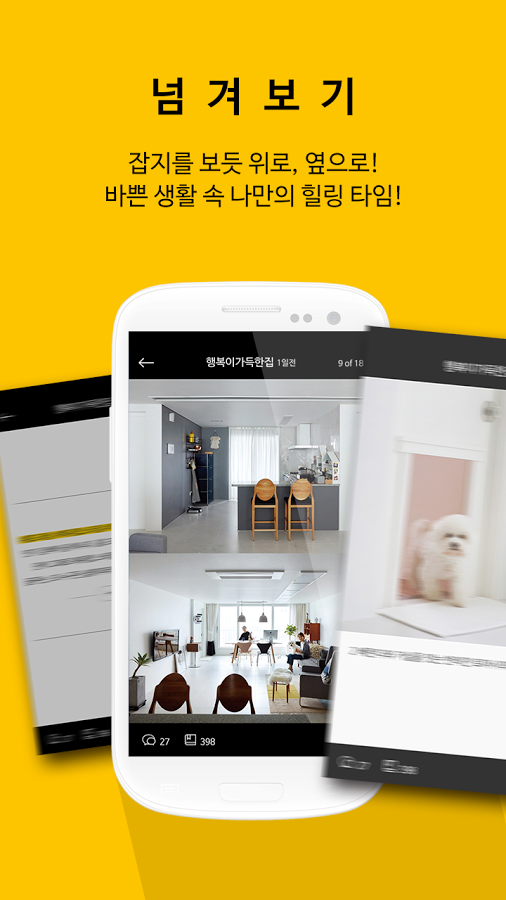 넘겨보기
잡지를 보듯 위로, 옆으로!
바쁜 생활 속 나만의 힐링 타임!
행복이가득한집 1일전 9 of 18
27 398